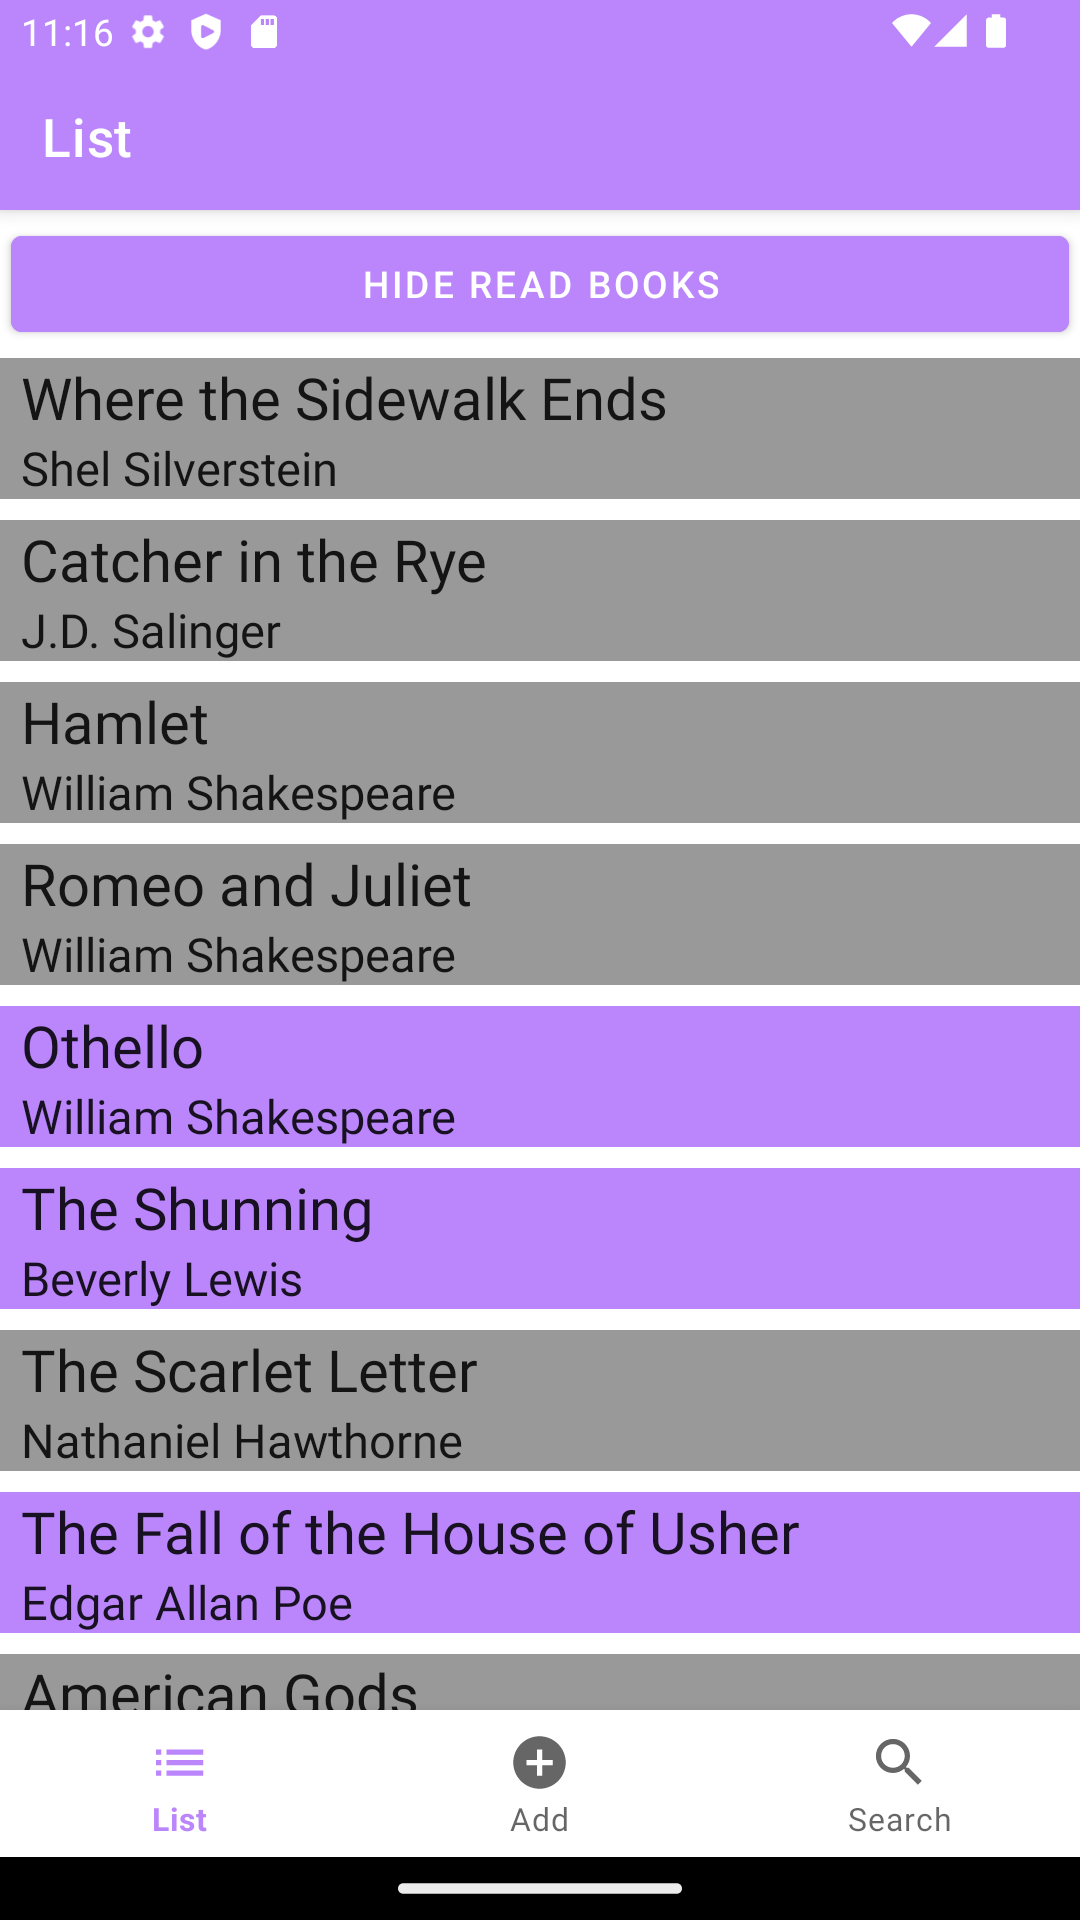 11:16
List
HIDE READ BOOKS
Where the Sidewalk Ends
Shel Silverstein
Catcher in the Rye
J.D. Salinger
Hamlet
William Shakespeare
Romeo and Juliet
William Shakespeare
Othello
William Shakespeare
The Shunning
Beverly Lewis
The Scarlet Letter
Nathaniel Hawthorne
The Fall of the House of Usher
Edgar Allan Poe
American Gods
List
Add
Search